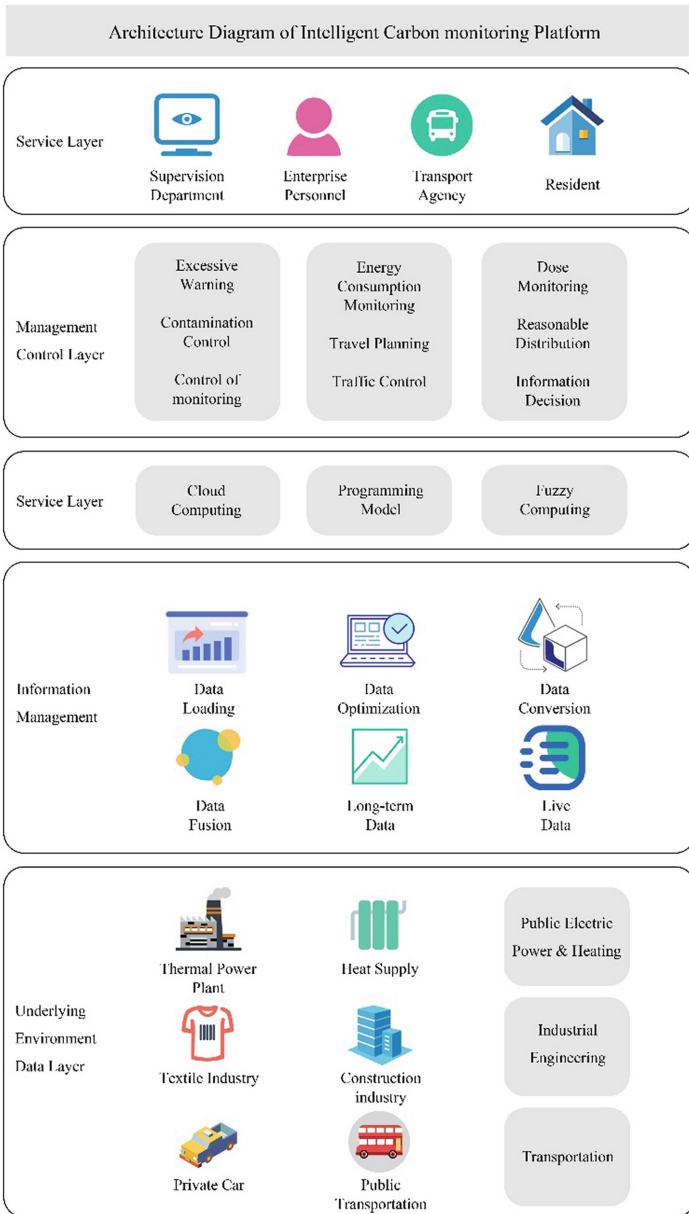 Architecture Diagram of Intelligent Carbon monitoring Platform
Service Layer
Supervision
Department
Enterprise
Personnel
Transport
Agency
Resident
Management
Control Layer
Excessive
Warning
Contamination
Control
Control of
monitoring
Energy
Consumption
Monitoring
Travel Planning
Traffic Control
Dose
Monitoring
Reasonable
Distribution
Information
Decision
Service Layer
Cloud
Computing
Programming
Model
Fuzzy
Computing
Information
Management
Data
Loading
Data
Optimization
Data
Conversion
Data
Fusion
Long-term
Data
Live
Data
Underlying
Environment
Data Layer
Thermal Power
Plant
Heat Supply
Public Electric
Power & Heating
Textile Industry
Construction
industry
Industrial
Engineering
Private Car
Public
Transportation
Transportation